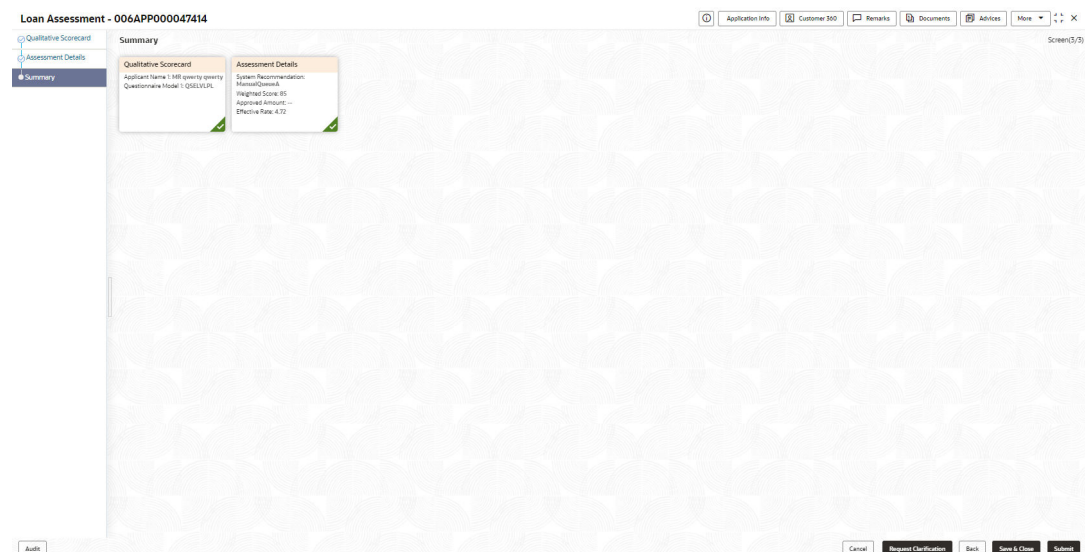 Loan Assessment - 006APP000047414
Application Info
Customer 360
Remarks
Documents
Advices
More
Qualitative Scorecard
Assessment Details
Summary
Summary
Screen(3/3)
Qualitative Scorecard
Applicant Name 1: MR qwerty qwerty
Questionnaire Model 1: QSELVLPL
Assessment Details
System Recommendation:
ManualQueueA
Weighted Score: 85
Approved Amount: --
Effective Rate: 4.72
Audit
Cancel
Request Clarification
Back
Save & Close
Submit